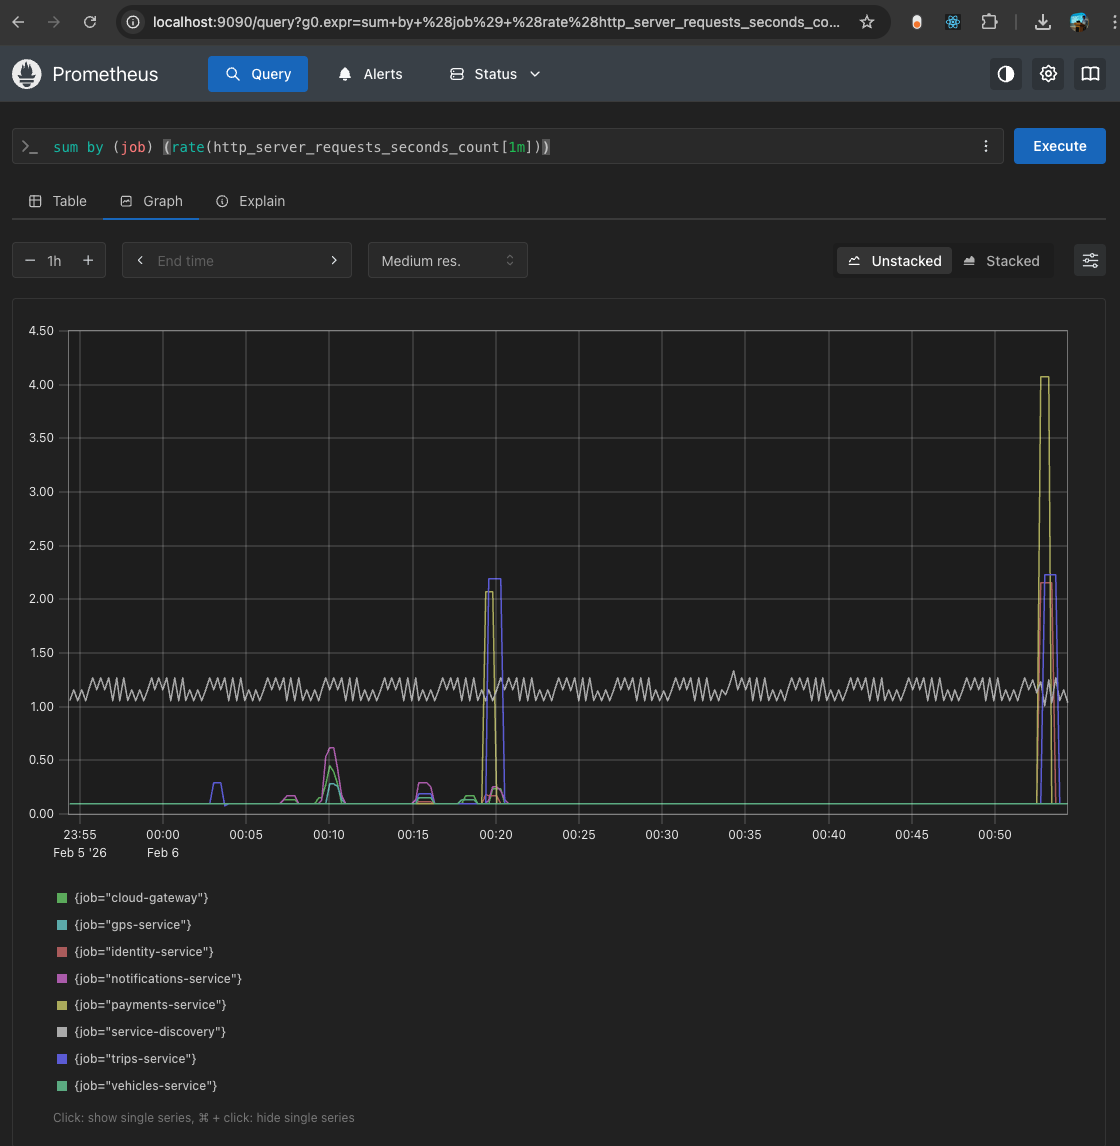 localhost:9090/query?g0.expr=sum+by+%28job%29+%28rate%28http_server_requests_seconds_co...
Prometheus Query Alerts Status
>_ sum by (job) (rate(http_server_requests_seconds_count[1m])) Execute
Table Graph Explain
− 1h + End time Medium res. Unstacked Stacked
4.50
4.00
3.50
3.00
2.50
2.00
1.50
1.00
0.50
0.00
23:55 00:00 00:05 00:10 00:15 00:20 00:25 00:30 00:35 00:40 00:45 00:50
Feb 5 '26 Feb 6
{job="cloud-gateway"}
{job="gps-service"}
{job="identity-service"}
{job="notifications-service"}
{job="payments-service"}
{job="service-discovery"}
{job="trips-service"}
{job="vehicles-service"}
Click: show single series, ⌘ + click: hide single series